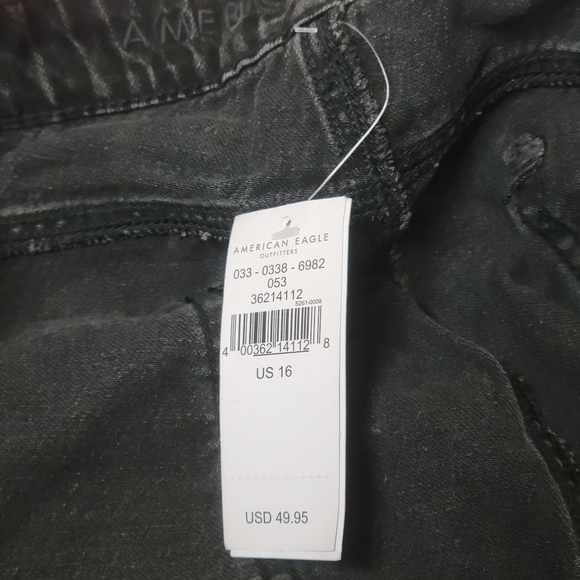 AMER
AMERICAN EAGLE
OUTFITTERS
033 - 0338 - 6982
053
36214112
S261-0008
4 00362 14112 8
US 16
USD 49.95